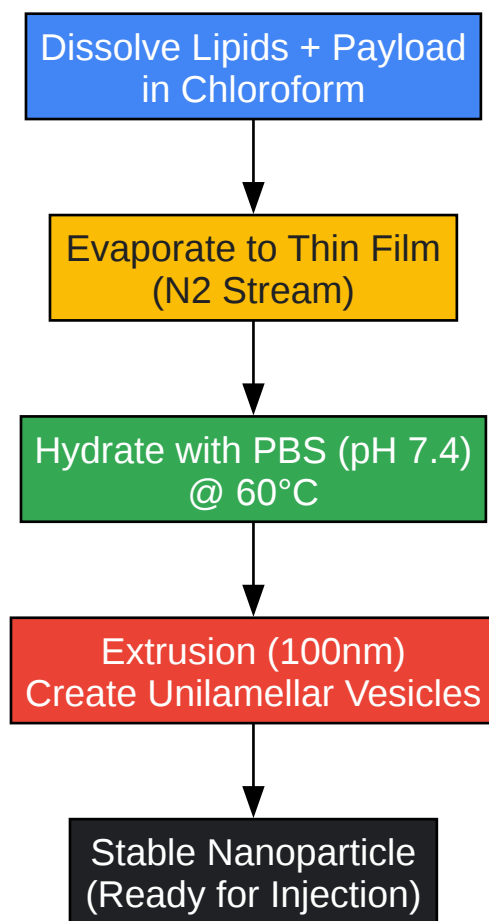 Dissolve Lipids + Payload
in Chloroform
Evaporate to Thin Film
(N2 Stream)
Hydrate with PBS (pH 7.4)
@ 60°C
Extrusion (100nm)
Create Unilamellar Vesicles
Stable Nanoparticle
(Ready for Injection)